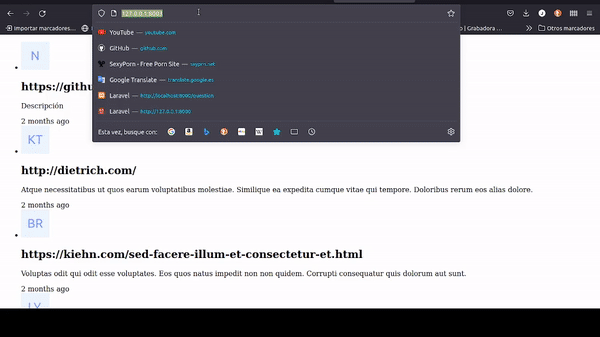 127.0.0.1:8000
importar marcadores...
| Grabadora
Otros marcadores
YouTube — youtube.com
GitHub — github.com
SexyPorn - Free Porn Site —
Google Translate — translate.google.es
Laravel — http://localhost:8000/
Laravel — http://127.0.0.1:8000
Esta vez, busque con:
N
https://githu
Descripción
2 months ago
KT
http://dietrich.com/
Atque necessitatibus ut quos earum voluptatibus molestiae. Similique ea expedita cumque vitae qui tempore. Doloribus rerum eos alias dolore.
2 months ago
BR
https://kiehn.com/sed-facere-illum-et-consectetur-et.html
Voluptas odit qui odit esse voluptates. Eos quos natus impedit non non quidem. Corrupti consequatur quis dolorum aut sunt.
2 months ago
LY